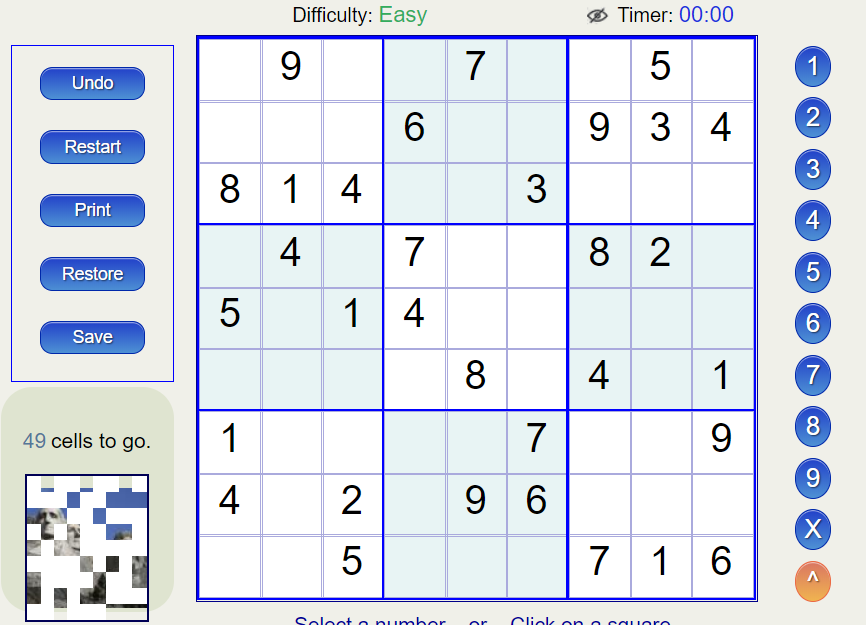 Difficulty: Easy
Timer: 00:00
Undo
Restart
Print
Restore
Save
49 cells to go.
9 7 5
6 9 3 4
8 1 4 3
4 7 8 2
5 1 4
8 4 1
1 7 9
4 2 9 6
5 7 1 6
1
2
3
4
5
6
7
8
9
X
^
Select a number or Click on a square